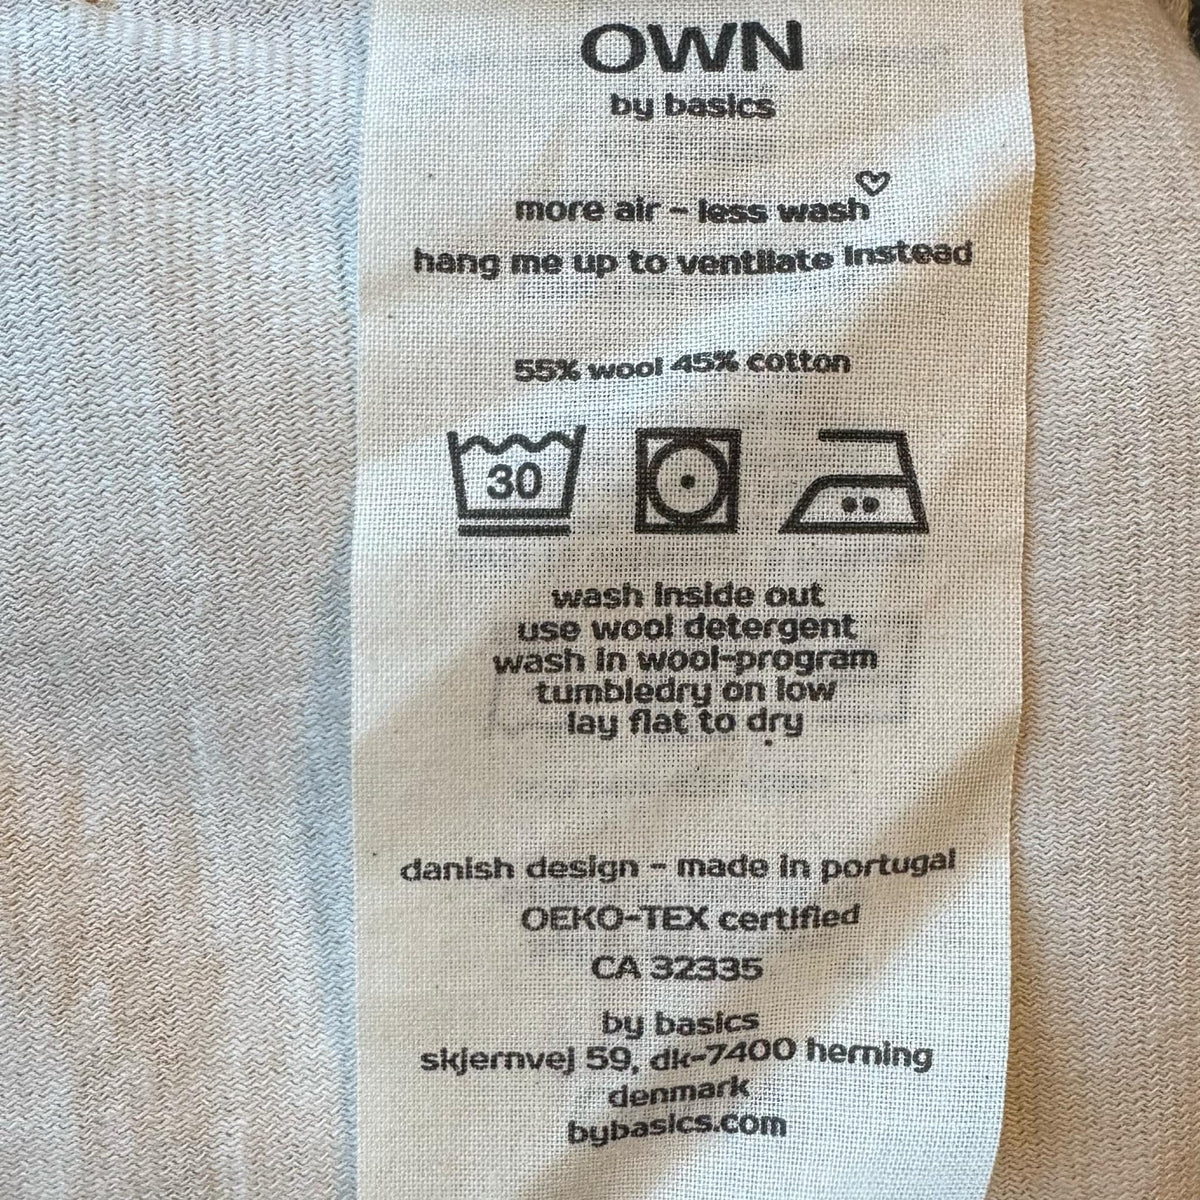 OWN
by basics
more air - less wash
hang me up to ventilate instead
55% wool 45% cotton
30
wash inside out
use wool detergent
wash in wool-program
tumbledry on low
lay flat to dry
danish design - made in portugal
OEKO-TEX certified
CA 32335
by basics
skjernvej 59, dk-7400 herning
denmark
bybasics.com